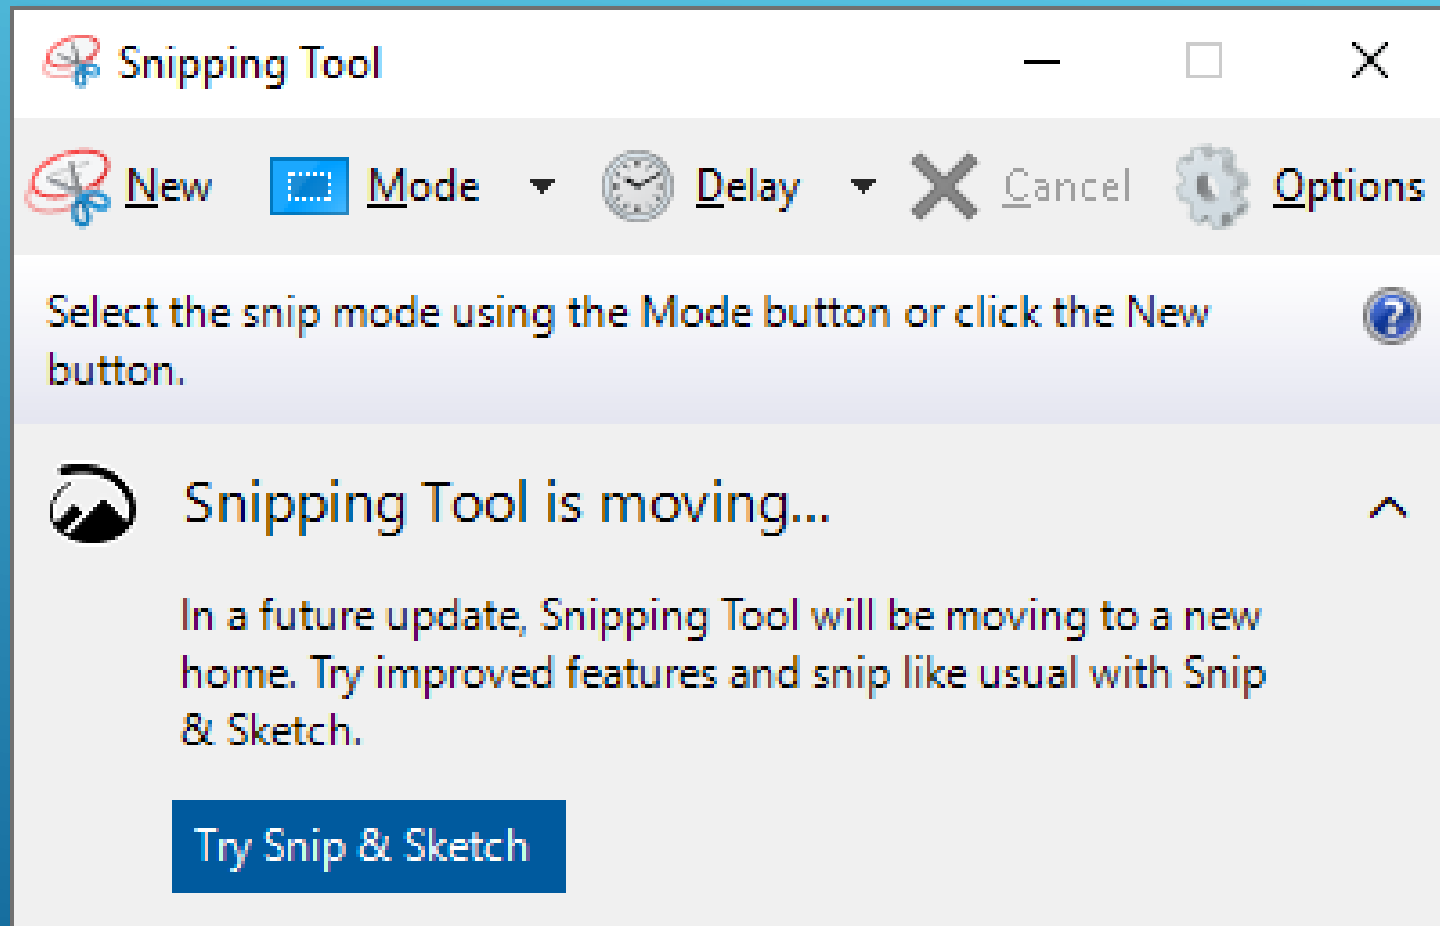 Snipping Tool
New Mode Delay Cancel Options
Select the snip mode using the Mode button or click the New
button.
Snipping Tool is moving...
In a future update, Snipping Tool will be moving to a new
home. Try improved features and snip like usual with Snip
& Sketch.
Try Snip & Sketch